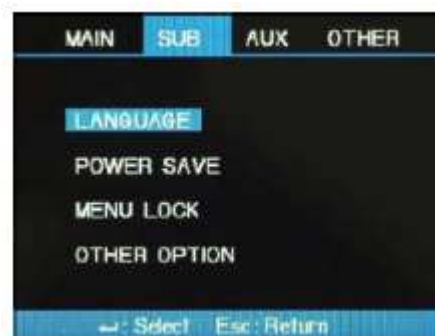 MAIN SUB AUX OTHER
LANGUAGE
POWER SAVE
MENU LOCK
OTHER OPTION
↵: Select Esc: Return